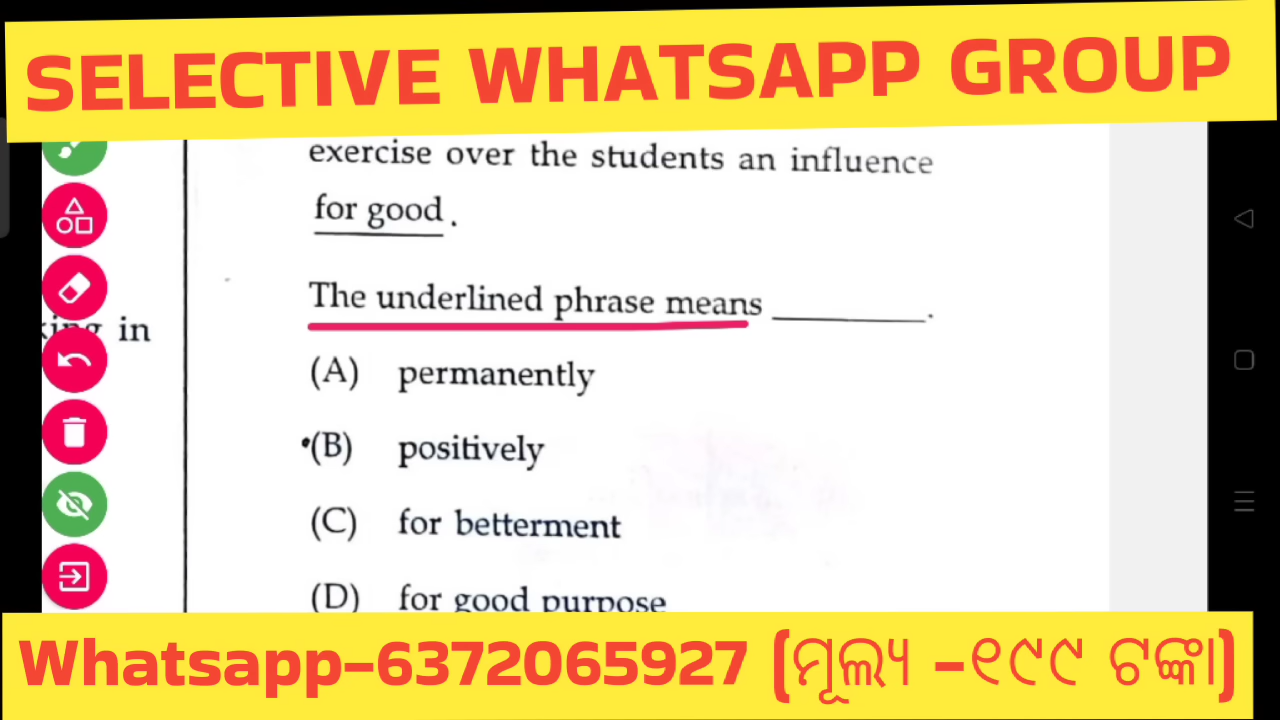 SELECTIVE WHATSAPP GROUP
exercise over the students an influence
for good.
The underlined phrase means ________.
in
(A) permanently
(B) positively
(C) for betterment
(D) for good purpose
Whatsapp-6372065927 (ମୂଲ୍ୟ -୧୯୯ ଟଙ୍କା)